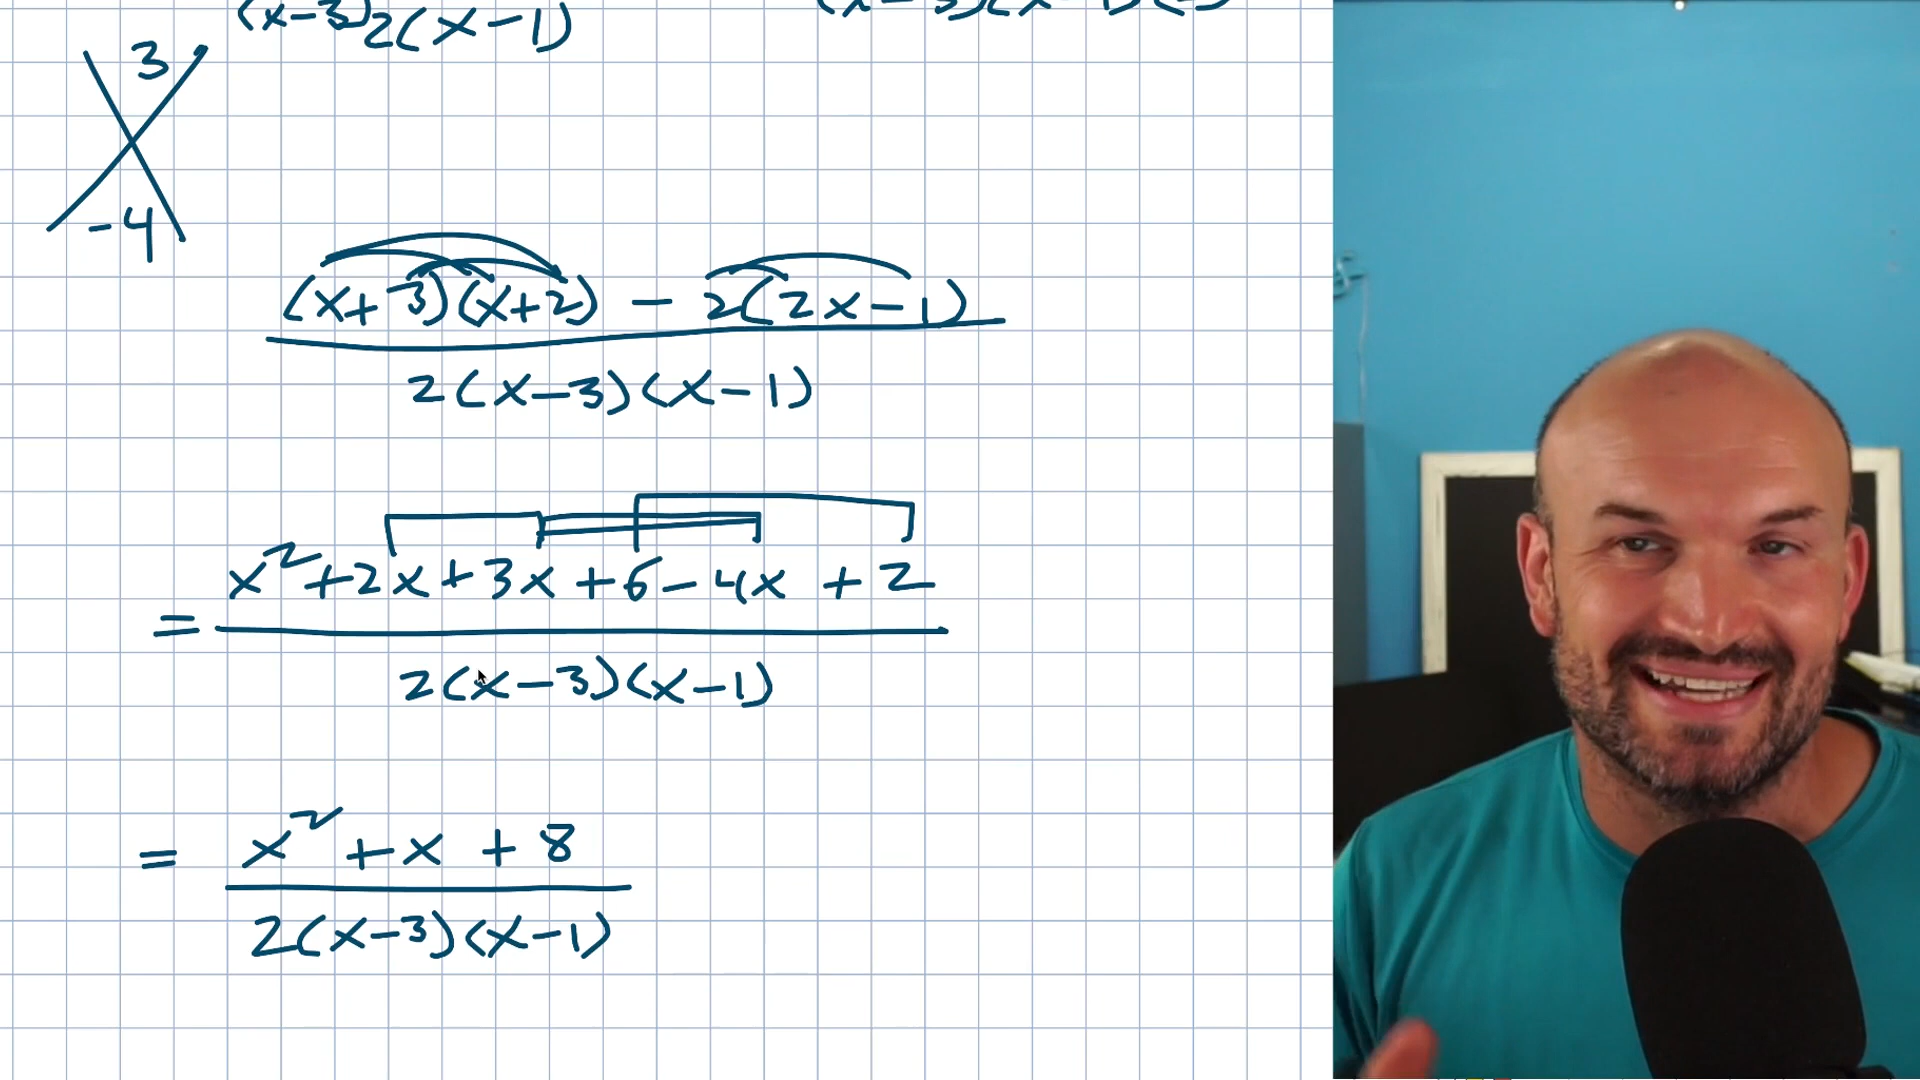 (x-3)2(x-1)
3
-4
(x+3)(x+2) - 2(2x-1)
2(x-3)(x-1)
x²+2x+3x+6-4x+2
=
2(x-3)(x-1)
= x²+x+8
2(x-3)(x-1)